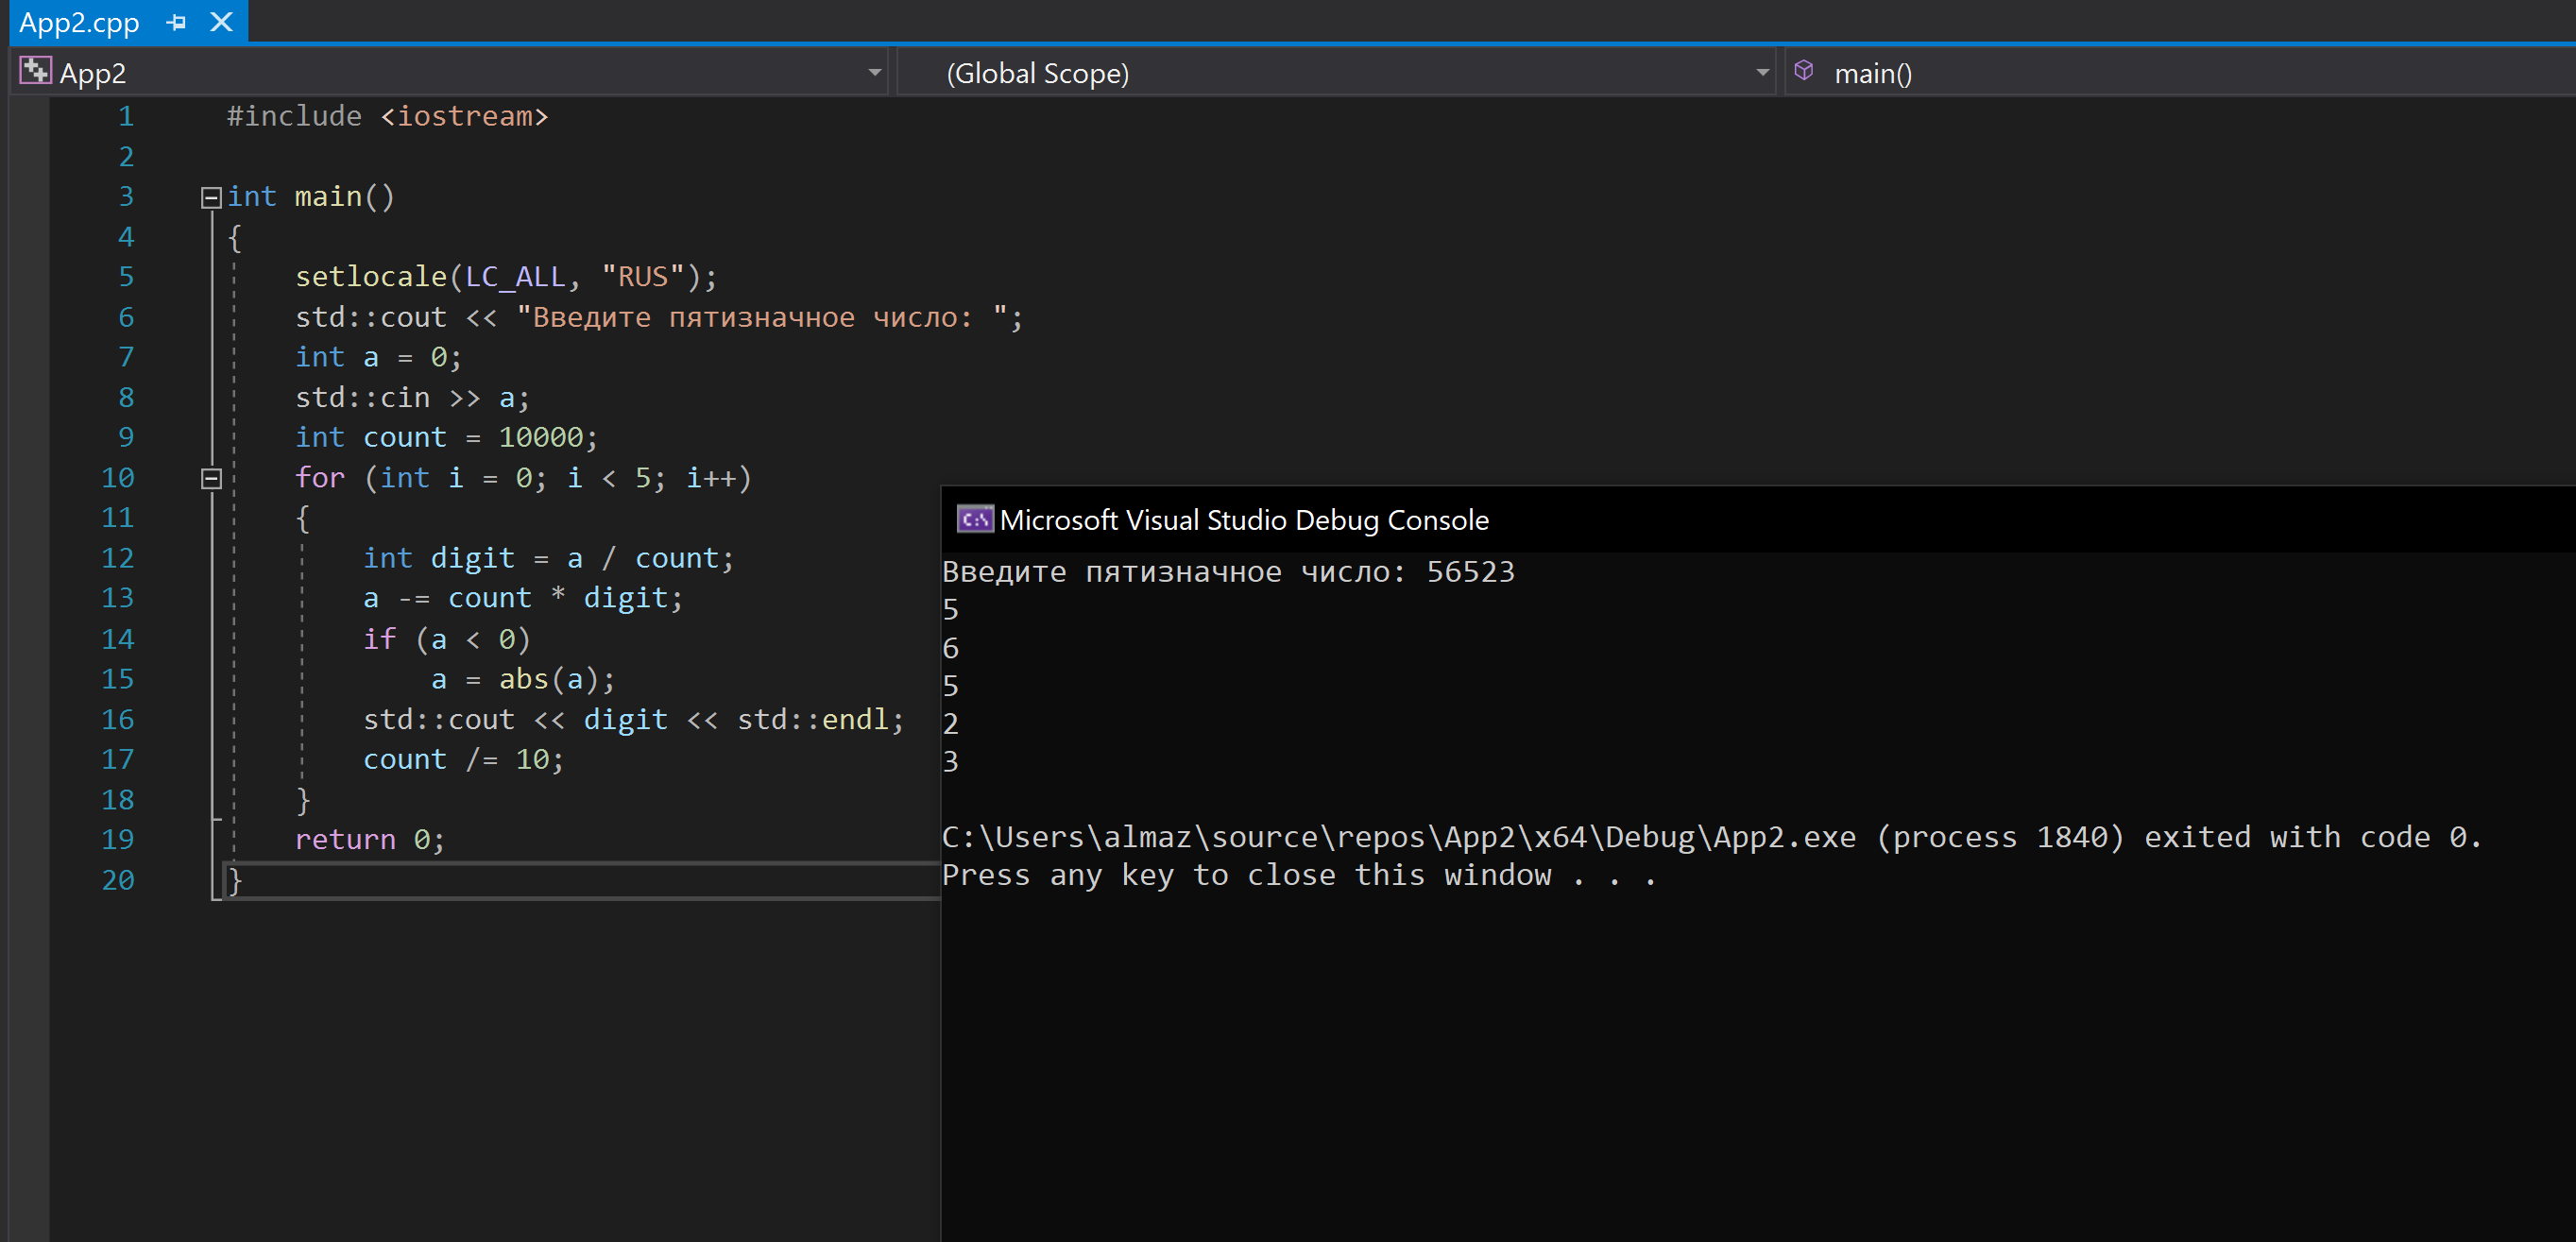 App2.cpp
App2
(Global Scope)
main()
1 #include <iostream>
2
3 int main()
4 {
5 setlocale(LC_ALL, "RUS");
6 std::cout << "Введите пятизначное число: ";
7 int a = 0;
8 std::cin >> a;
9 int count = 10000;
10 for (int i = 0; i < 5; i++)
11 {
12 int digit = a / count;
13 a -= count * digit;
14 if (a < 0)
15 a = abs(a);
16 std::cout << digit << std::endl;
17 count /= 10;
18 }
19 return 0;
20 }
C:\ Microsoft Visual Studio Debug Console
Введите пятизначное число: 56523
5
6
5
2
3
C:\Users\almaz\source\repos\App2\x64\Debug\App2.exe (process 1840) exited with code 0.
Press any key to close this window . . .